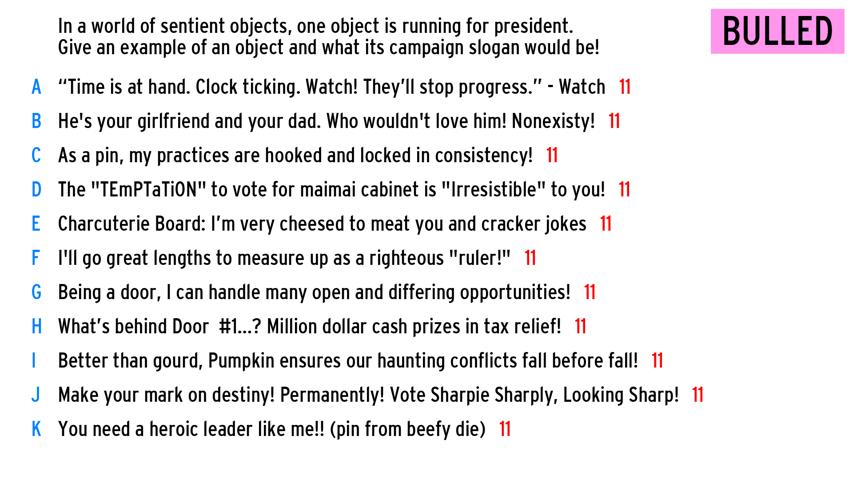 In a world of sentient objects, one object is running for president.
Give an example of an object and what its campaign slogan would be!
BULLED
A “Time is at hand. Clock ticking. Watch! They’ll stop progress.” - Watch 11
B He's your girlfriend and your dad. Who wouldn't love him! Nonexisty! 11
C As a pin, my practices are hooked and locked in consistency! 11
D The "TEmPTaTiON" to vote for maimai cabinet is "Irresistible" to you! 11
E Charcuterie Board: I’m very cheesed to meat you and cracker jokes 11
F I'll go great lengths to measure up as a righteous "ruler!" 11
G Being a door, I can handle many open and differing opportunities! 11
H What’s behind Door #1...? Million dollar cash prizes in tax relief! 11
I Better than gourd, Pumpkin ensures our haunting conflicts fall before fall! 11
J Make your mark on destiny! Permanently! Vote Sharpie Sharply, Looking Sharp! 11
K You need a heroic leader like me!! (pin from beefy die) 11